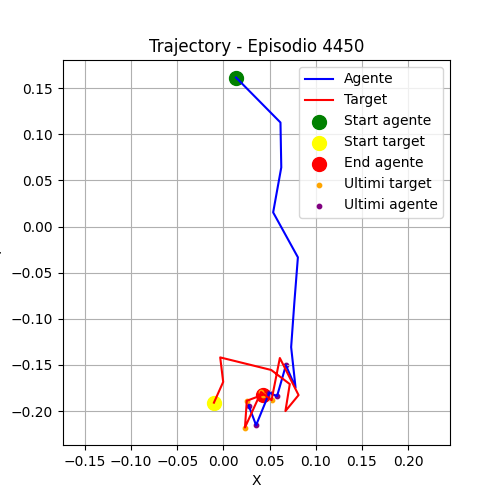 Trajectory - Episodio 4450
Agente
Target
Start agente
Start target
End agente
Ultimi target
Ultimi agente
0.15
0.10
0.05
0.00
−0.05
−0.10
−0.15
−0.20
−0.15
−0.10
−0.05
0.00
0.05
0.10
0.15
0.20
X